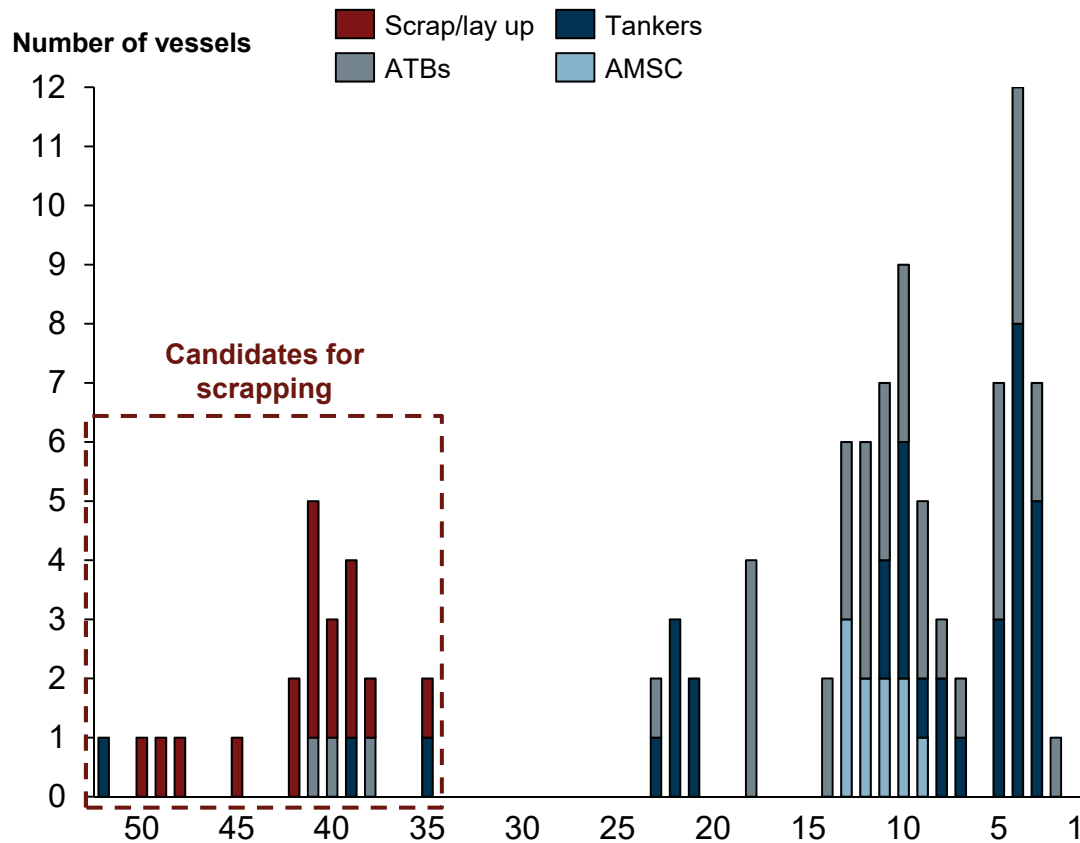 Number of vessels
Scrap/lay up
Tankers
ATBs
AMSC
12
11
10
9
8
7
6
5
4
3
2
1
0
Candidates for
scrapping
50 45 40 35 30 25 20 15 10 5 1